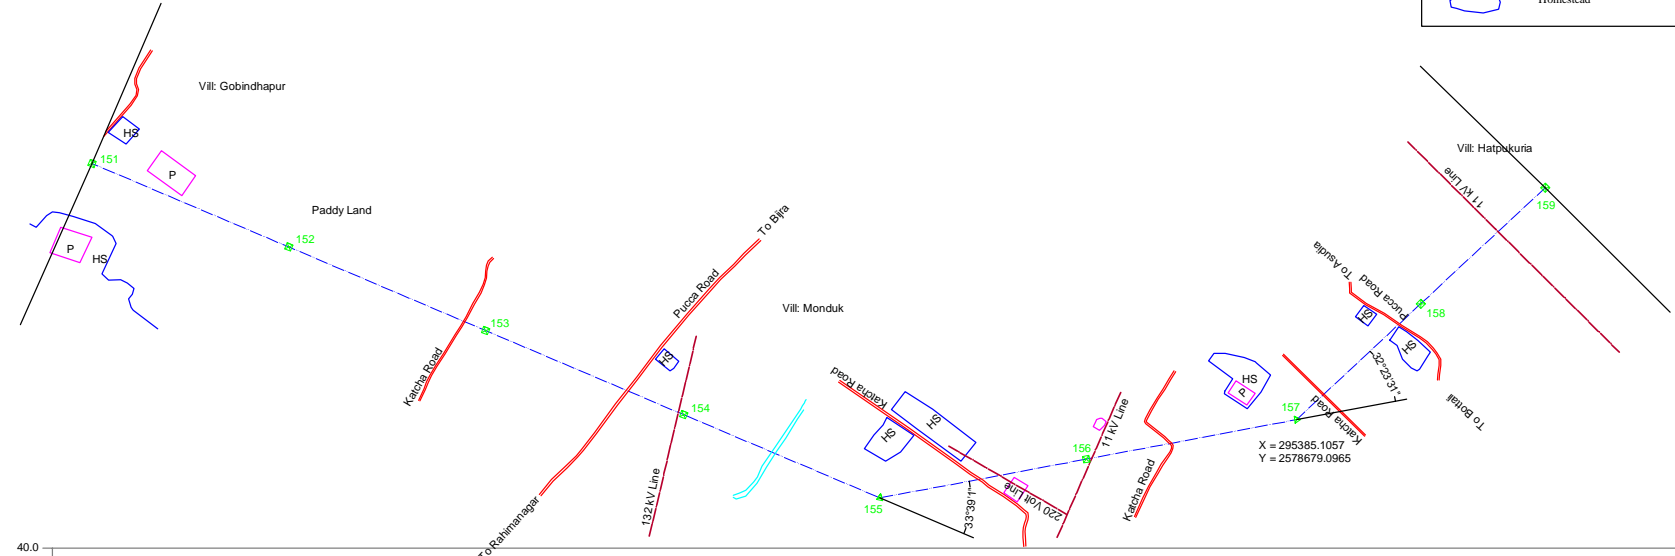 Homestead
Vill: Gobindhapur
HS
151
P
Vill: Hatpukuria
11 kV Line
159
Paddy Land
To Bijra
152
P
HS
To Asudia
Pucca Road
Pucca Road
Vill: Monduk
158
HS
153
HS
HS
32°23'31"
Katcha Road
Katcha Road
HS
P
154
HS
HS
11 kV Line
157
Katcha Road
To Bottali
X = 295385.1057
Y = 2578679.0965
156
132 kV Line
155
33°39'1"
220 Volt Line
Katcha Road
To Rahimanagar
40.0